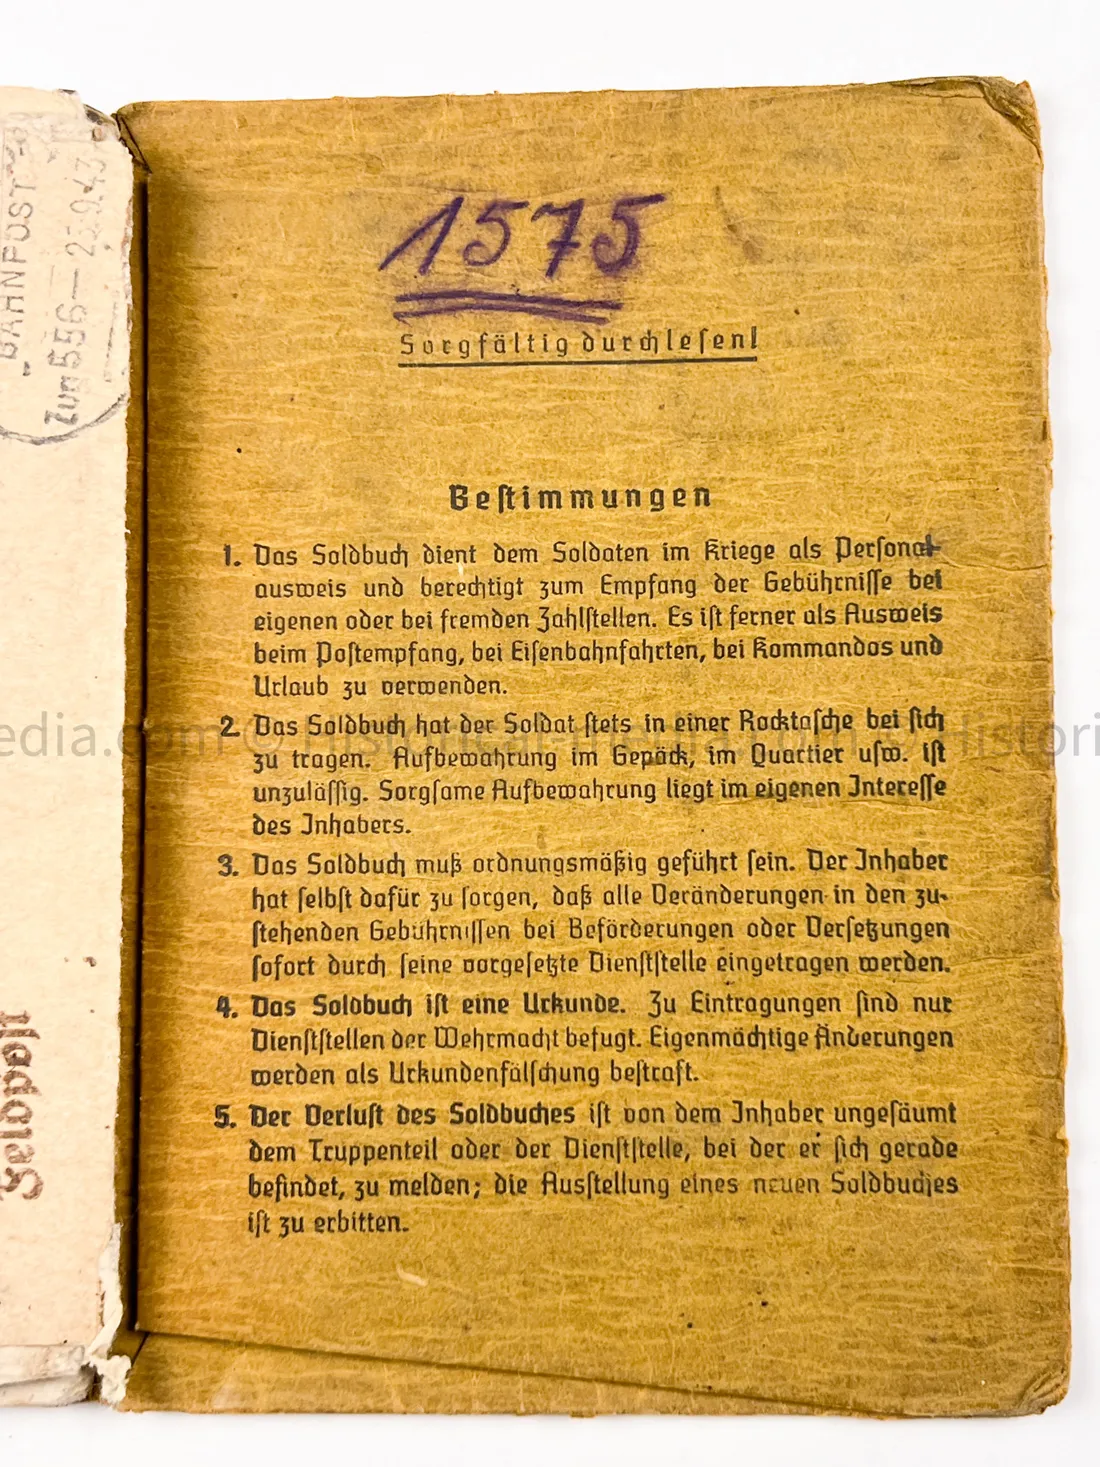 BAHNPOST
Zug 556 —
Feldpost
1575
Sorgfältig durchlesen!
Bestimmungen
1. Das Soldbuch dient dem Soldaten im Kriege als Personal-
ausweis und berechtigt zum Empfang der Gebührnisse bei
eigenen oder bei fremden Zahlstellen. Es ist ferner als Ausweis
beim Postempfang, bei Eisenbahnfahrten, bei Kommandos und
Urlaub zu verwenden.
2. Das Soldbuch hat der Soldat stets in einer Rocktasche bei sich
zu tragen. Aufbewahrung im Gepäck, im Quartier usw. ist
unzulässig. Sorgsame Aufbewahrung liegt im eigenen Interesse
des Inhabers.
3. Das Soldbuch muß ordnungsmäßig geführt sein. Der Inhaber
hat selbst dafür zu sorgen, daß alle Veränderungen in den zu-
stehenden Gebührnissen bei Beförderungen oder Versetzungen
sofort durch seine vorgesetzte Dienststelle eingetragen werden.
4. Das Soldbuch ist eine Urkunde. Zu Eintragungen sind nur
Dienststellen der Wehrmacht befugt. Eigenmächtige Änderungen
werden als Urkundenfälschung bestraft.
5. Der Verlust des Soldbuches ist von dem Inhaber ungesäumt
dem Truppenteil oder der Dienststelle, bei der er sich gerade
befindet, zu melden; die Ausstellung eines neuen Soldbuches
ist zu erbitten.